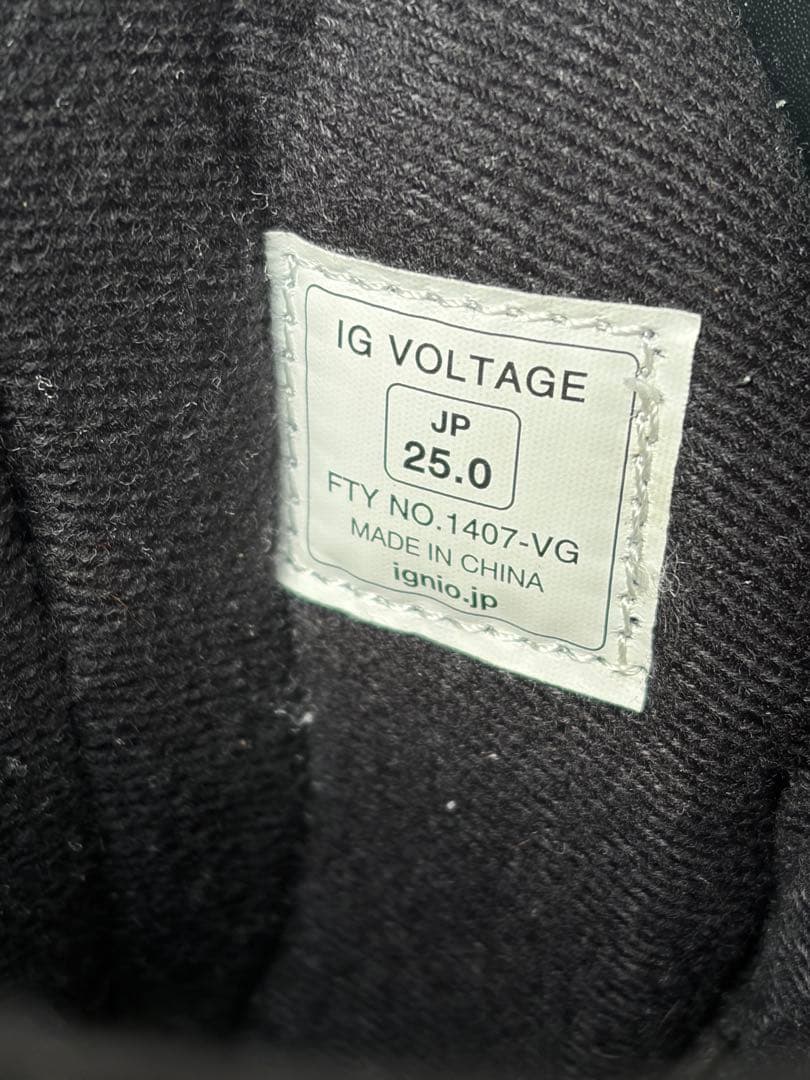 IG VOLTAGE
JP
25.0
FTY NO.1407-VG
MADE IN CHINA
ignio.jp